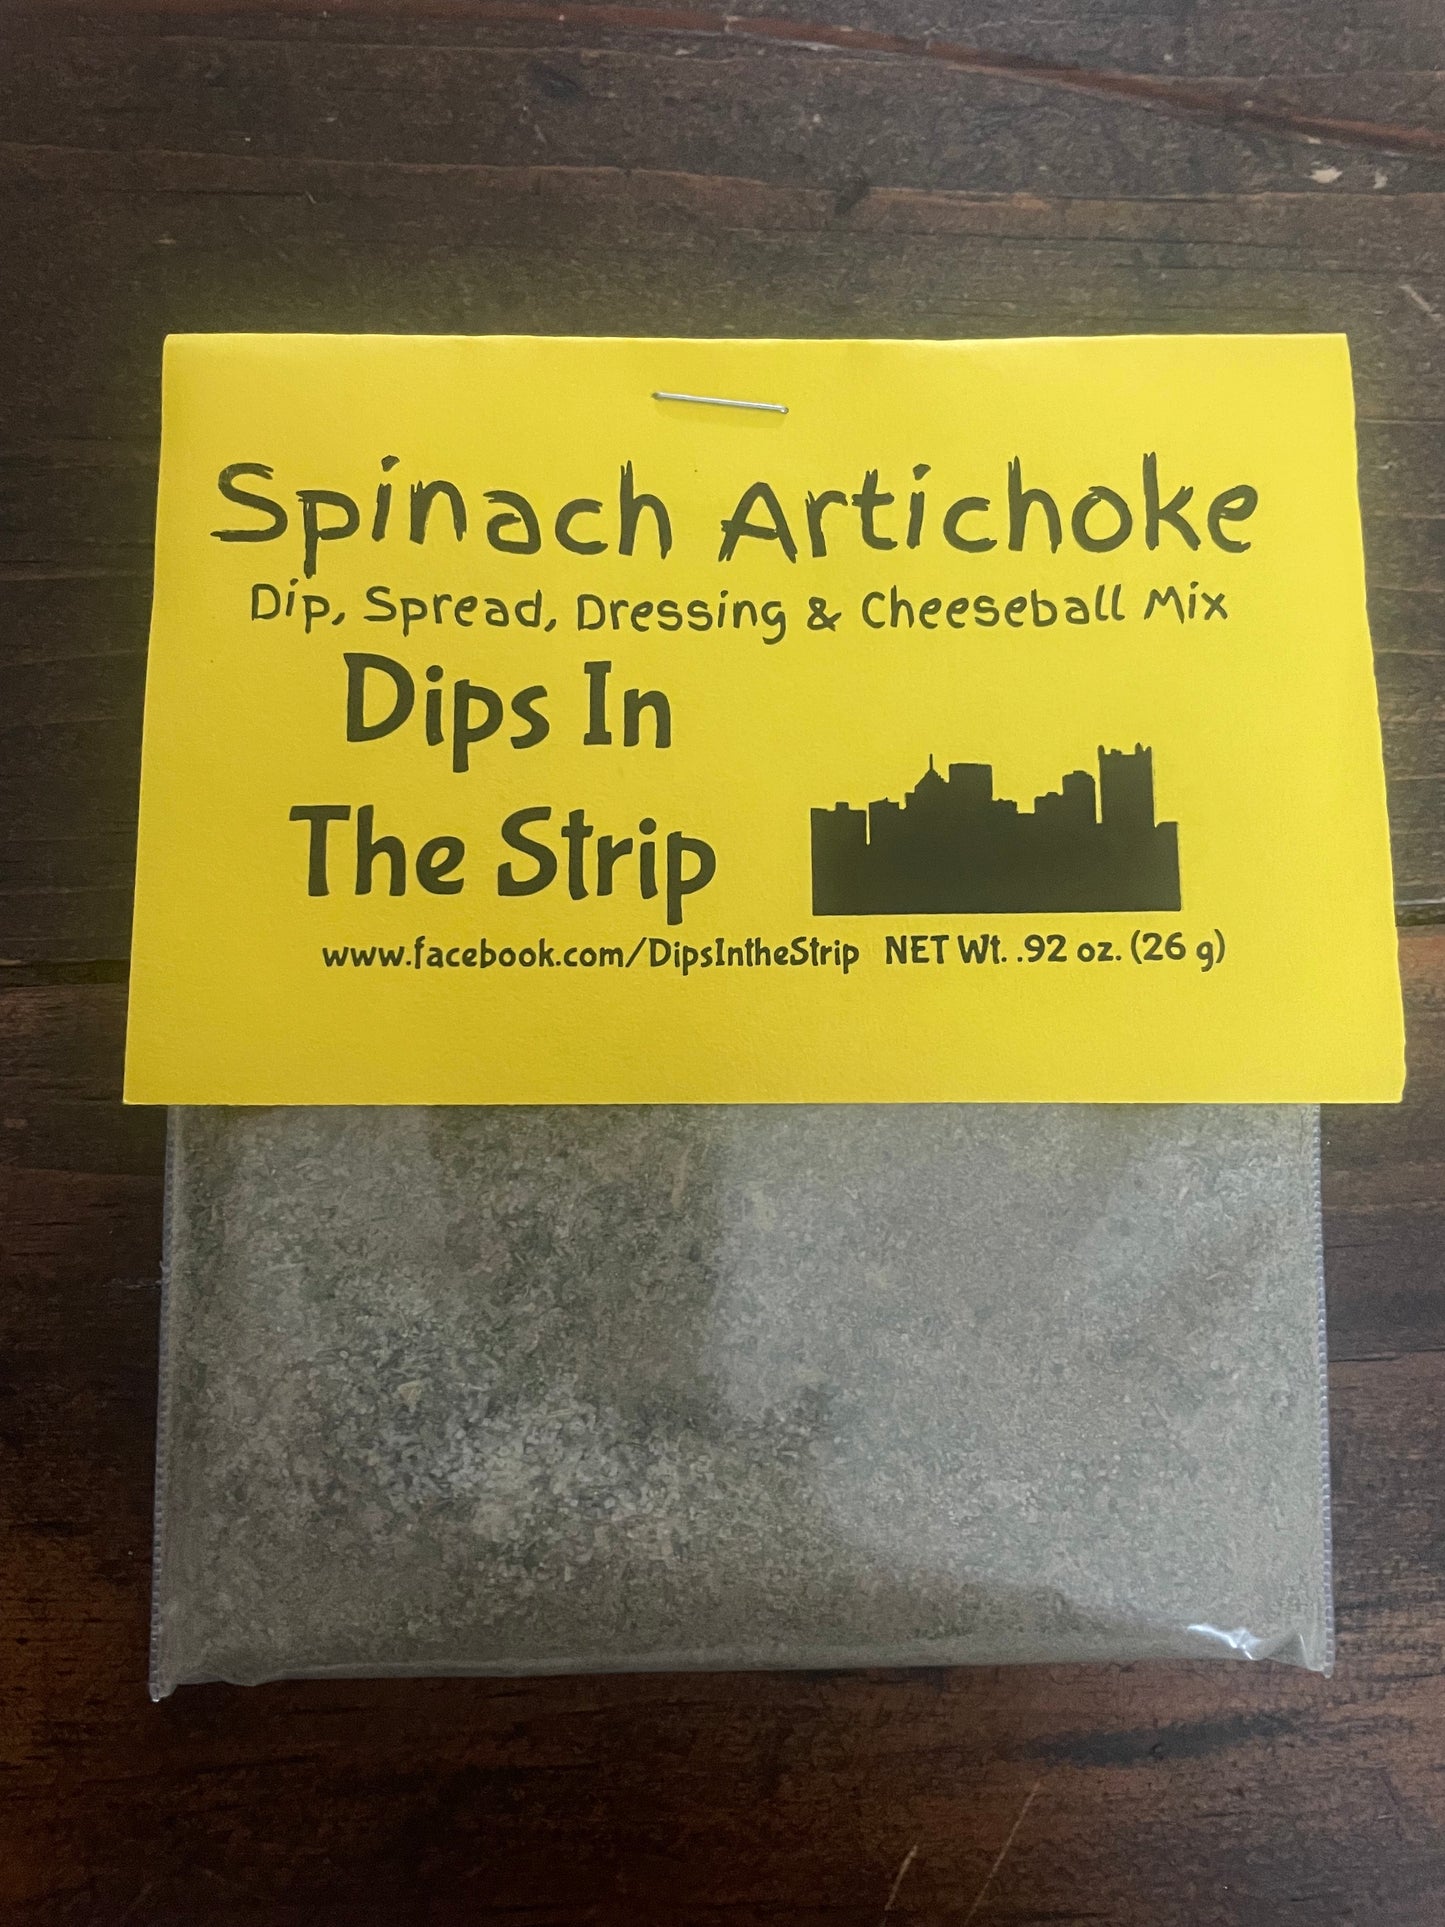 Spinach Artichoke
Dip, Spread, Dressing & Cheeseball Mix
Dips In
The Strip
www.facebook.com/DipsIntheStrip NET Wt. .92 oz. (26 g)